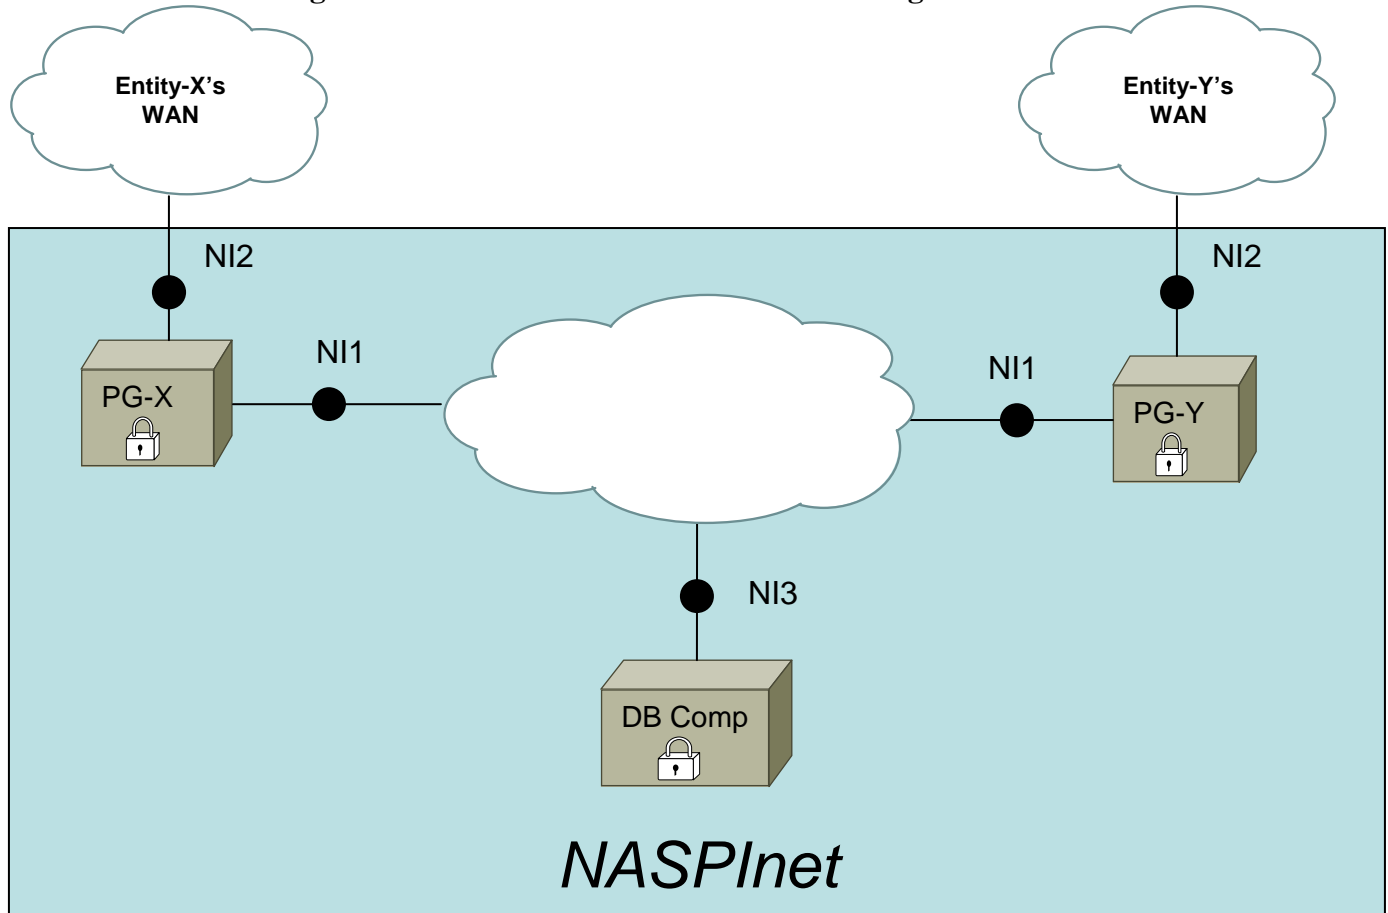 Entity-X's
WAN
Entity-Y's
WAN
NI2
NI2
NI1
NI1
PG-X
PG-Y
NI3
DB Comp
NASPInet